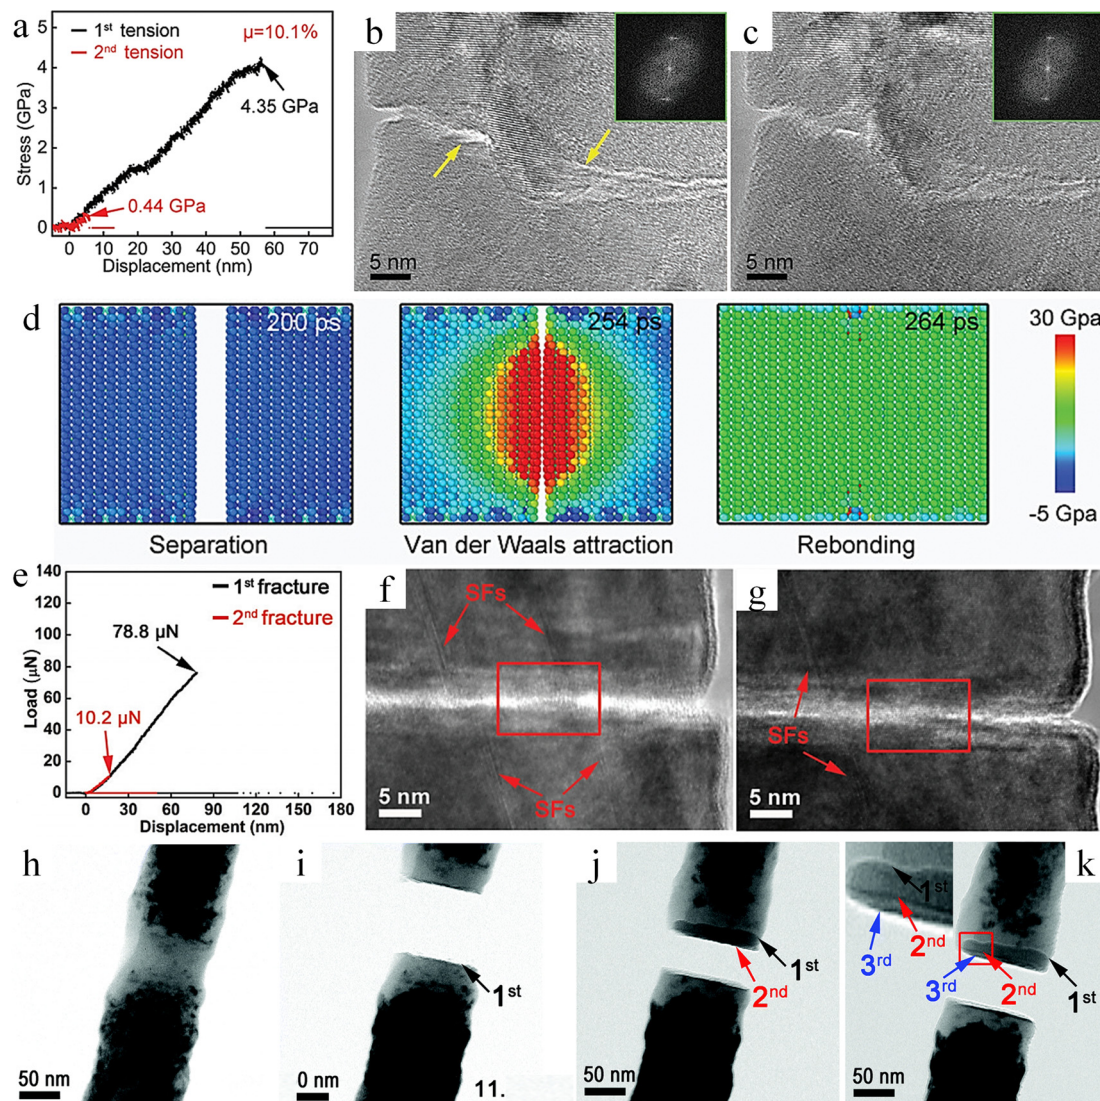 a
5
4
3
2
1
0
Stress (GPa)
1st tension
2nd tension
μ=10.1%
4.35 GPa
0.44 GPa
0 10 20 30 40 50 60 70
Displacement (nm)
b
5 nm
c
5 nm
d
200 ps
254 ps
264 ps
30 Gpa
-5 Gpa
Separation
Van der Waals attraction
Rebonding
e
140
120
100
80
60
40
20
0
Load (μN)
1st fracture
2nd fracture
78.8 μN
10.2 μN
0 30 60 90 120 150 180
Displacement (nm)
f
SFs
SFs
5 nm
g
SFs
5 nm
h
50 nm
i
1st
0 nm
11.
j
1st
2nd
50 nm
k
1st
2nd
3rd
1st
2nd
3rd
50 nm